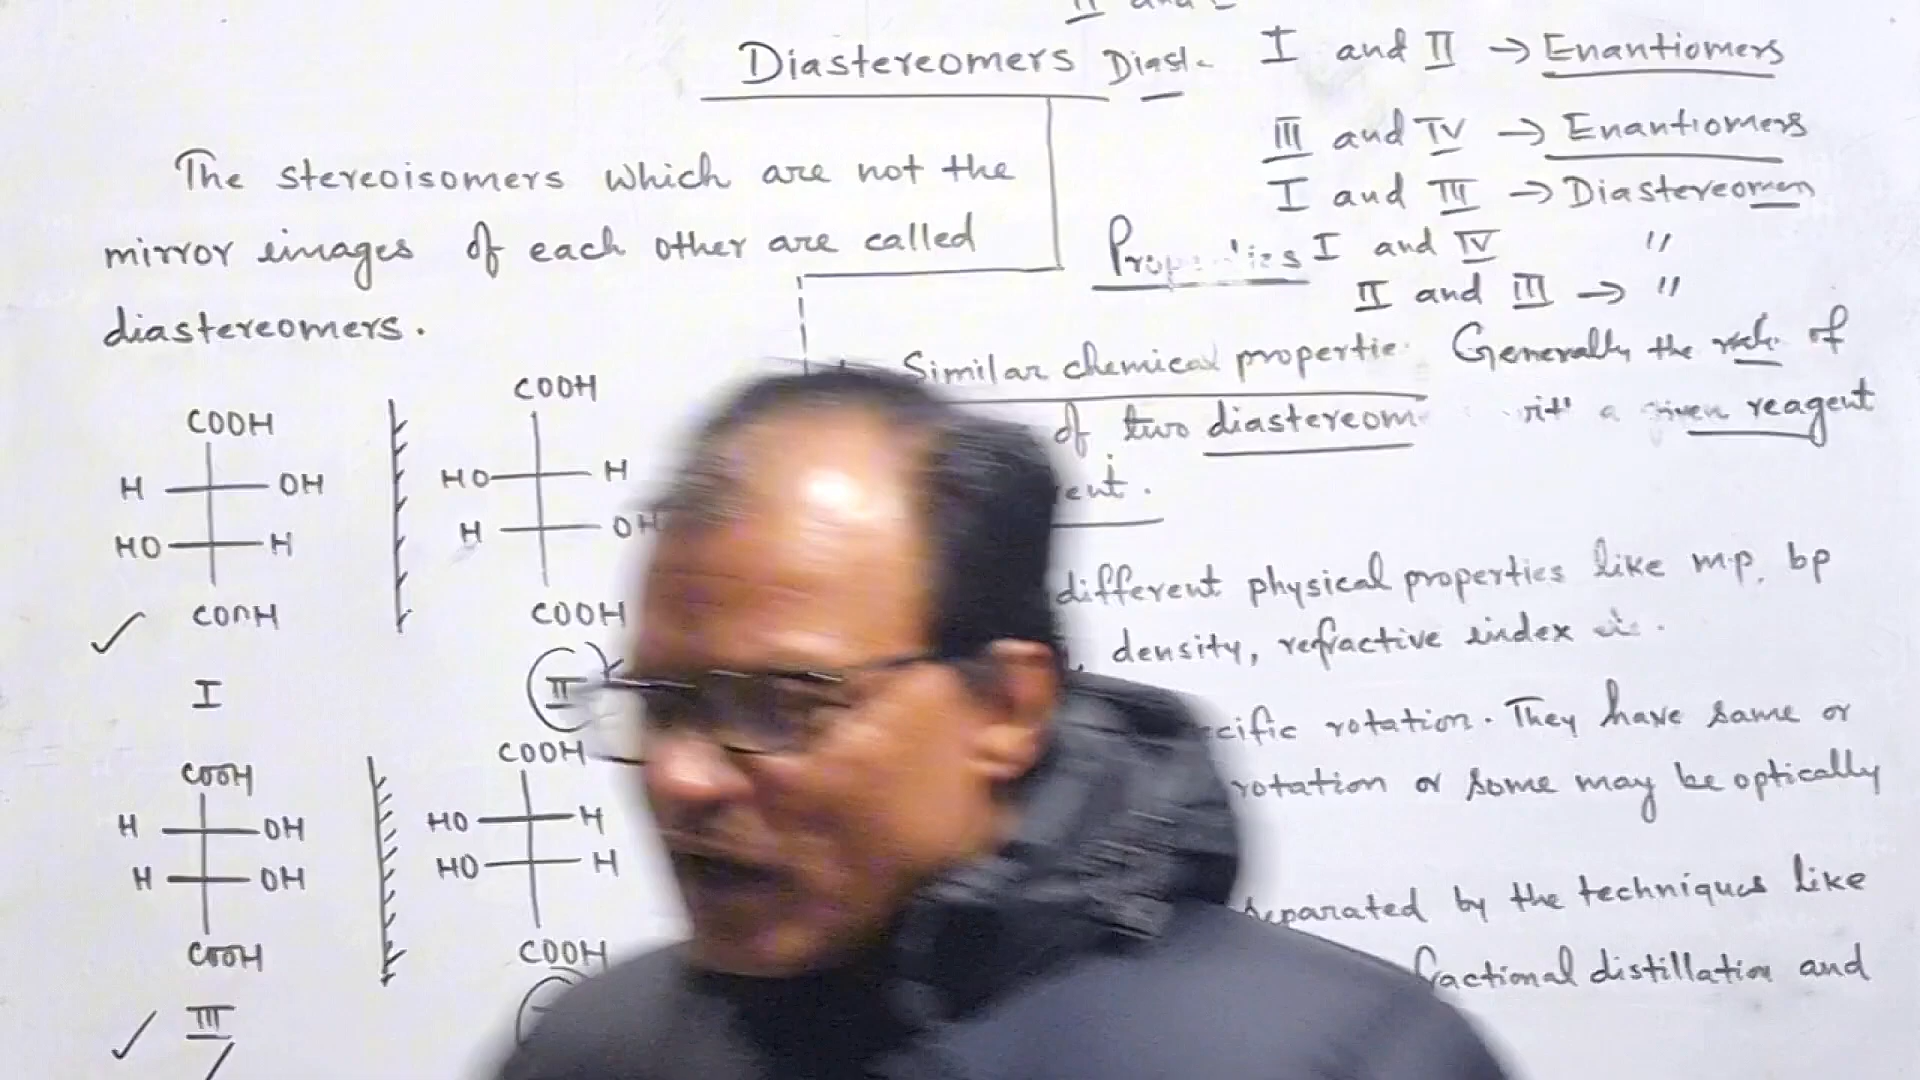 Diastereomers
I and II → Enantiomers
III and IV → Enantiomers
I and III → Diastereomen
I and IV "
II and III → "
The stereoisomers which are not the
mirror images of each other are called
diastereomers.
COOH
H OH
HO H
COOH
I
COOH
HO H
H OH
COOH
II
COOH
H OH
H OH
COOH
III
COOH
HO H
HO H
COOH
Similar chemical propertie Generally the of
of two diastereom a reagent
different physical properties like m.p, bp
density, refractive index
rotation. They have same or
rotation or some may be optically
separated by the techniques like
distillation and